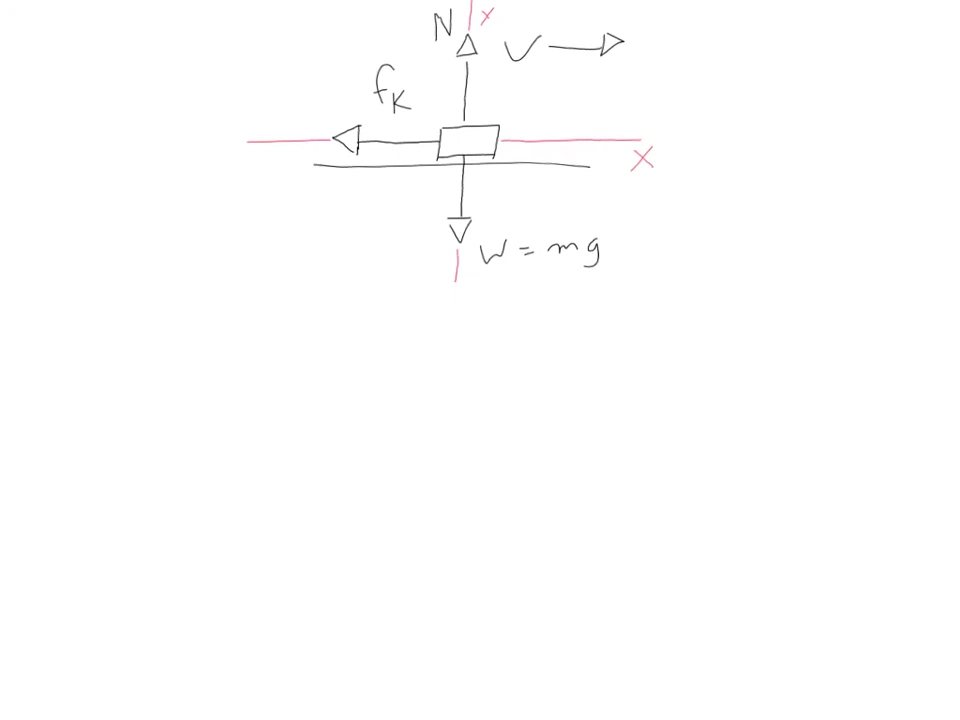 N x V
fK
x
W = mg